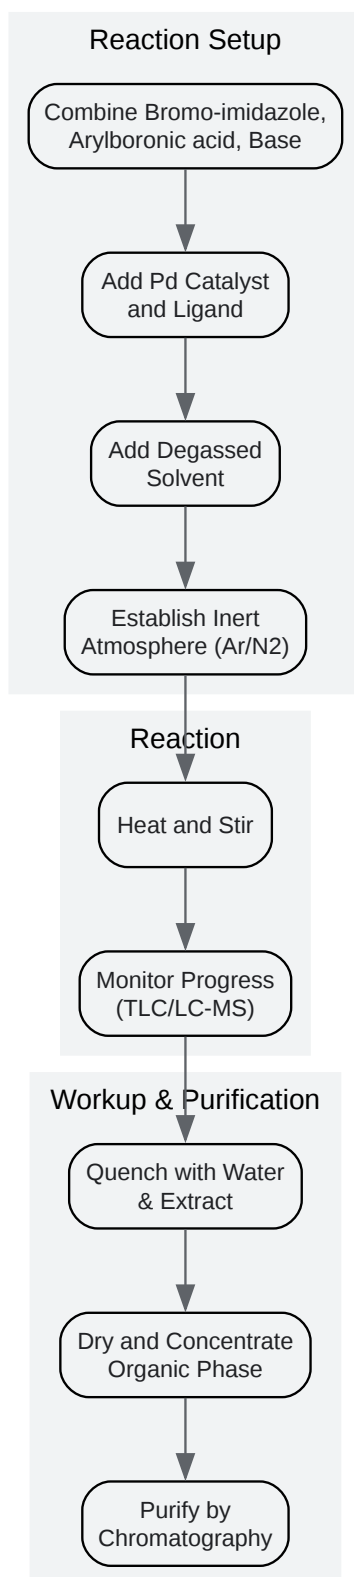 Reaction Setup
Combine Bromo-imidazole,
Arylboronic acid, Base
Add Pd Catalyst
and Ligand
Add Degassed
Solvent
Establish Inert
Atmosphere (Ar/N2)
Reaction
Heat and Stir
Monitor Progress
(TLC/LC-MS)
Workup & Purification
Quench with Water
& Extract
Dry and Concentrate
Organic Phase
Purify by
Chromatography